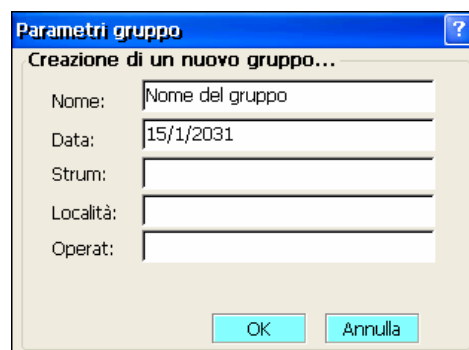 Parametri gruppo ?
Creazione di un nuovo gruppo...
Nome: Nome del gruppo
Data: 15/1/2031
Strum:
Località:
Operat:
OK Annulla